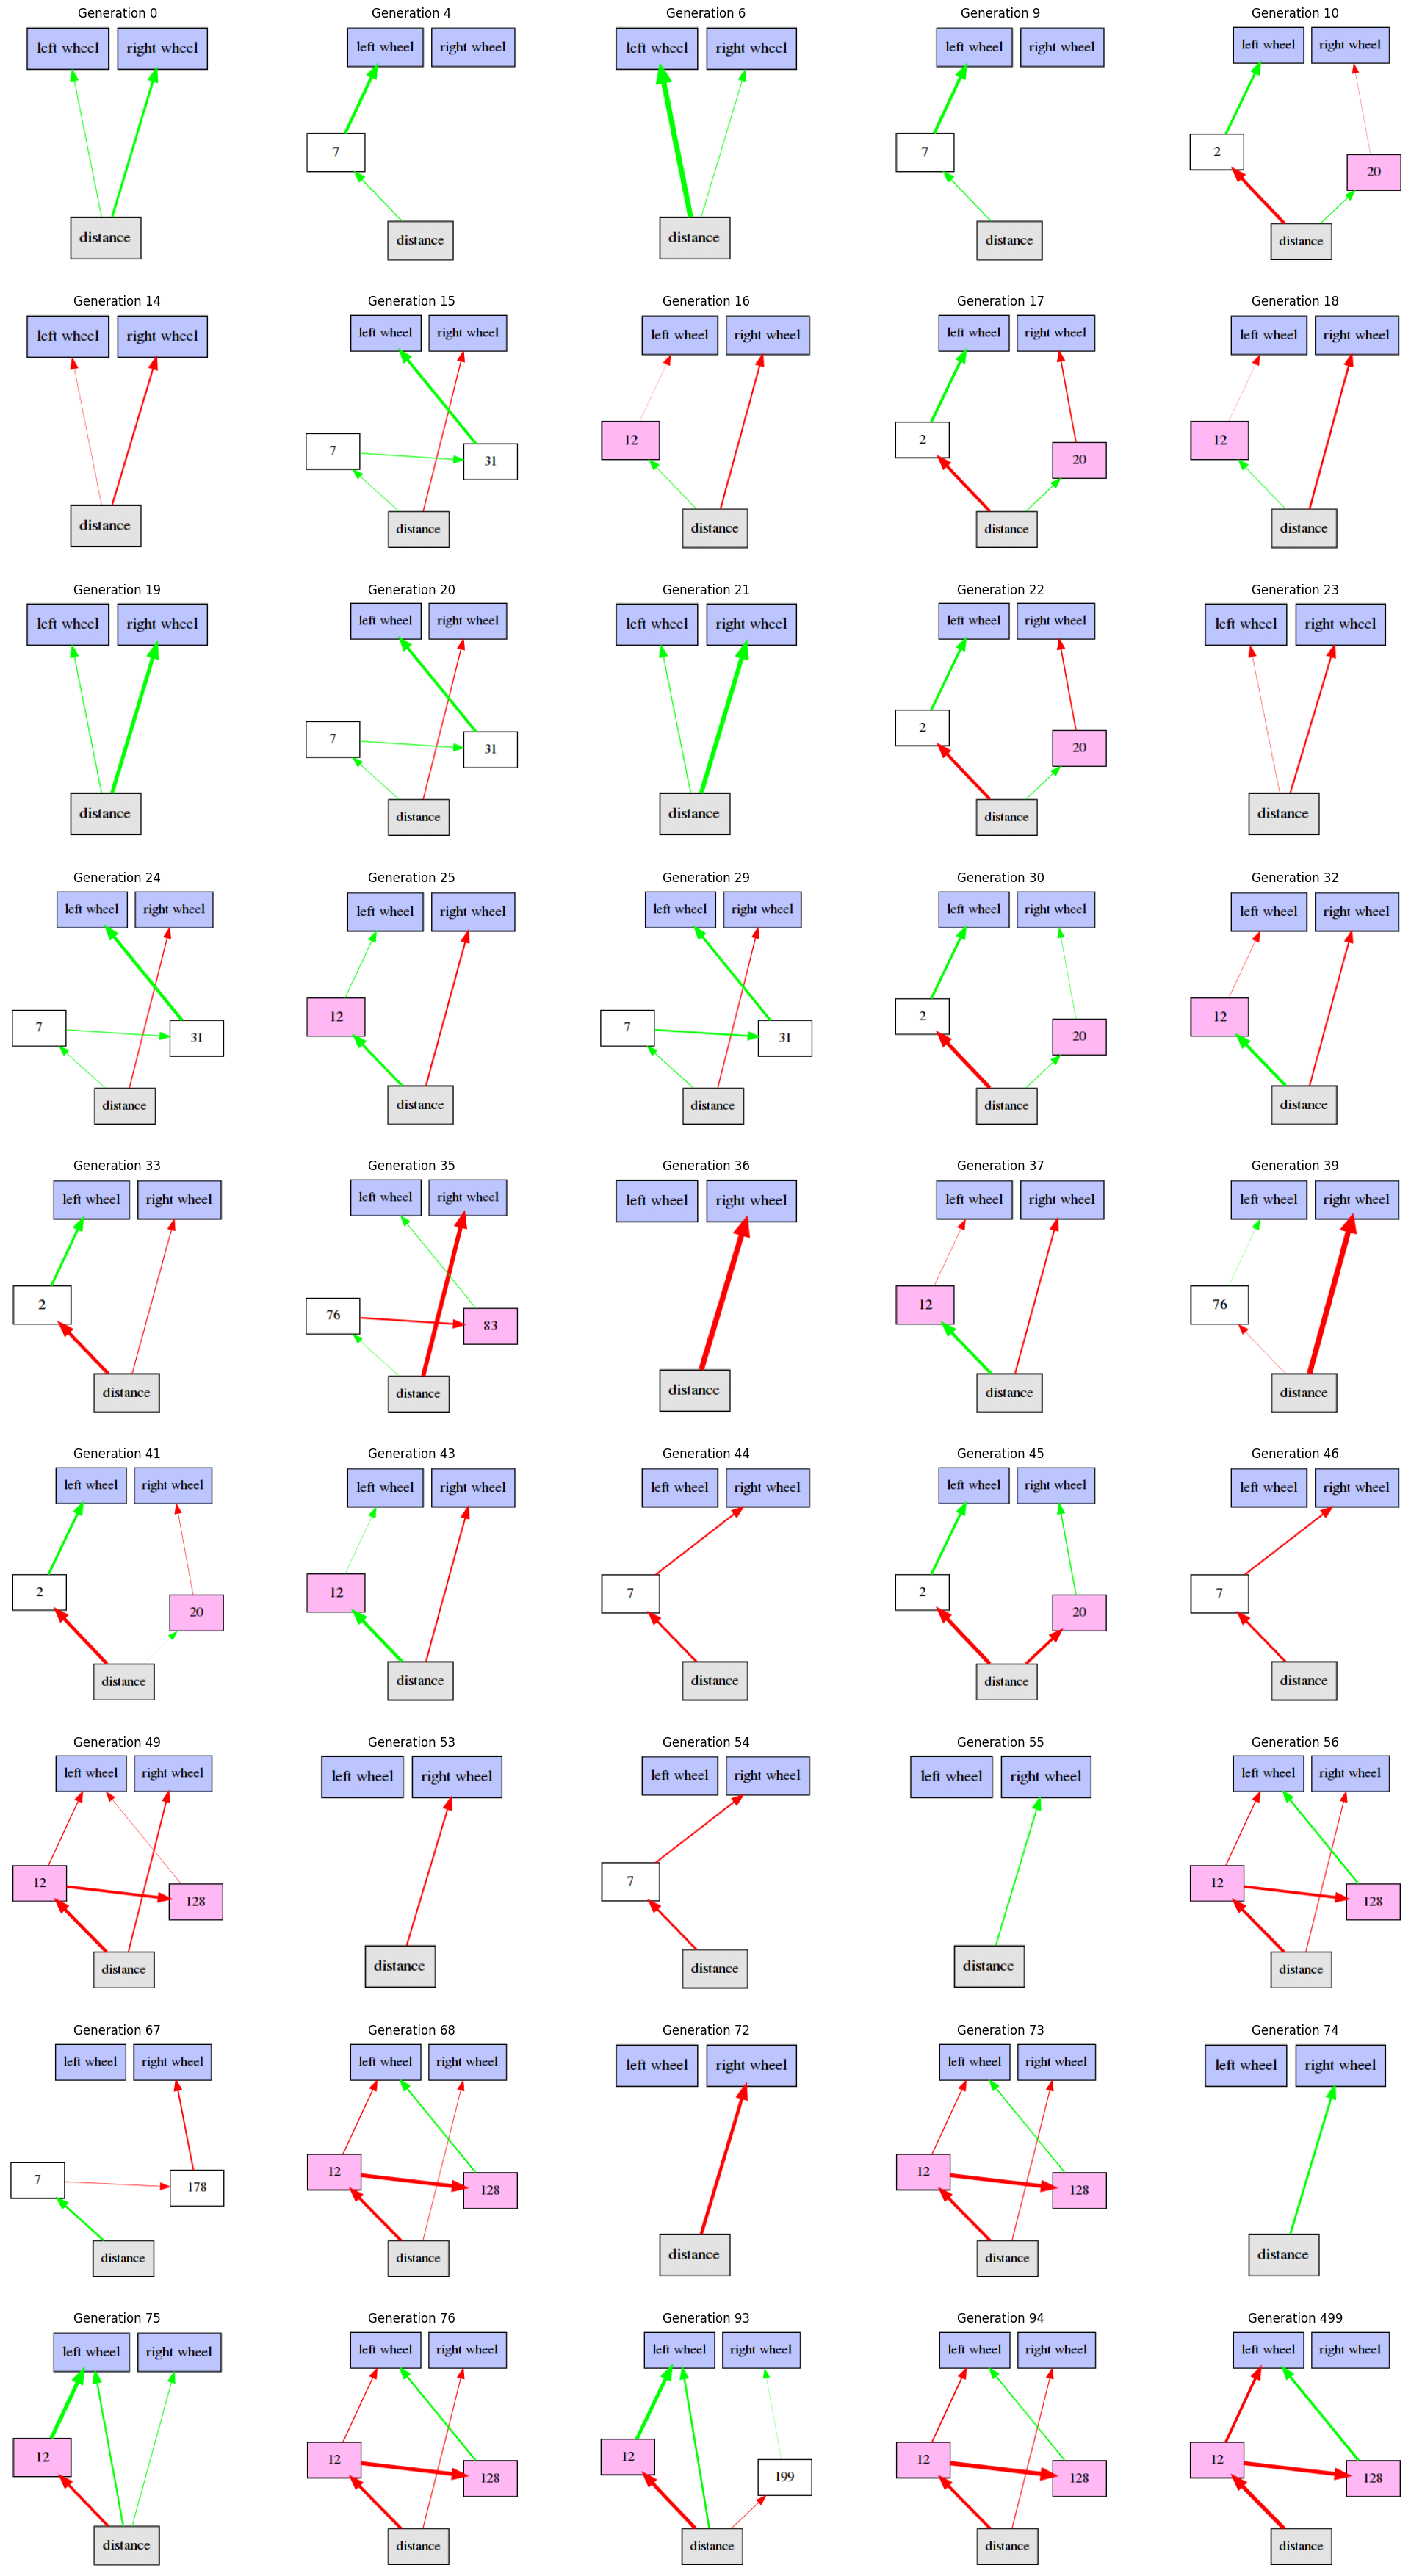 Generation 0
left wheel right wheel
distance
Generation 4
left wheel right wheel
7
distance
Generation 6
left wheel right wheel
distance
Generation 9
left wheel right wheel
7
distance
Generation 10
left wheel right wheel
2
20
distance
Generation 14
left wheel right wheel
distance
Generation 15
left wheel right wheel
7
31
distance
Generation 16
left wheel right wheel
12
distance
Generation 17
left wheel right wheel
2
20
distance
Generation 18
left wheel right wheel
12
distance
Generation 19
left wheel right wheel
distance
Generation 20
left wheel right wheel
7
31
distance
Generation 21
left wheel right wheel
distance
Generation 22
left wheel right wheel
2
20
distance
Generation 23
left wheel right wheel
distance
Generation 24
left wheel right wheel
7
31
distance
Generation 25
left wheel right wheel
12
distance
Generation 29
left wheel right wheel
7
31
distance
Generation 30
left wheel right wheel
2
20
distance
Generation 32
left wheel right wheel
12
distance
Generation 33
left wheel right wheel
2
distance
Generation 35
left wheel right wheel
76
83
distance
Generation 36
left wheel right wheel
distance
Generation 37
left wheel right wheel
12
distance
Generation 39
left wheel right wheel
76
distance
Generation 41
left wheel right wheel
2
20
distance
Generation 43
left wheel right wheel
12
distance
Generation 44
left wheel right wheel
7
distance
Generation 45
left wheel right wheel
2
20
distance
Generation 46
left wheel right wheel
7
distance
Generation 49
left wheel right wheel
12
128
distance
Generation 53
left wheel right wheel
distance
Generation 54
left wheel right wheel
7
distance
Generation 55
left wheel right wheel
distance
Generation 56
left wheel right wheel
12
128
distance
Generation 67
left wheel right wheel
7
178
distance
Generation 68
left wheel right wheel
12
128
distance
Generation 72
left wheel right wheel
distance
Generation 73
left wheel right wheel
12
128
distance
Generation 74
left wheel right wheel
distance
Generation 75
left wheel right wheel
12
distance
Generation 76
left wheel right wheel
12
128
distance
Generation 93
left wheel right wheel
12
199
distance
Generation 94
left wheel right wheel
12
128
distance
Generation 499
left wheel right wheel
12
128
distance